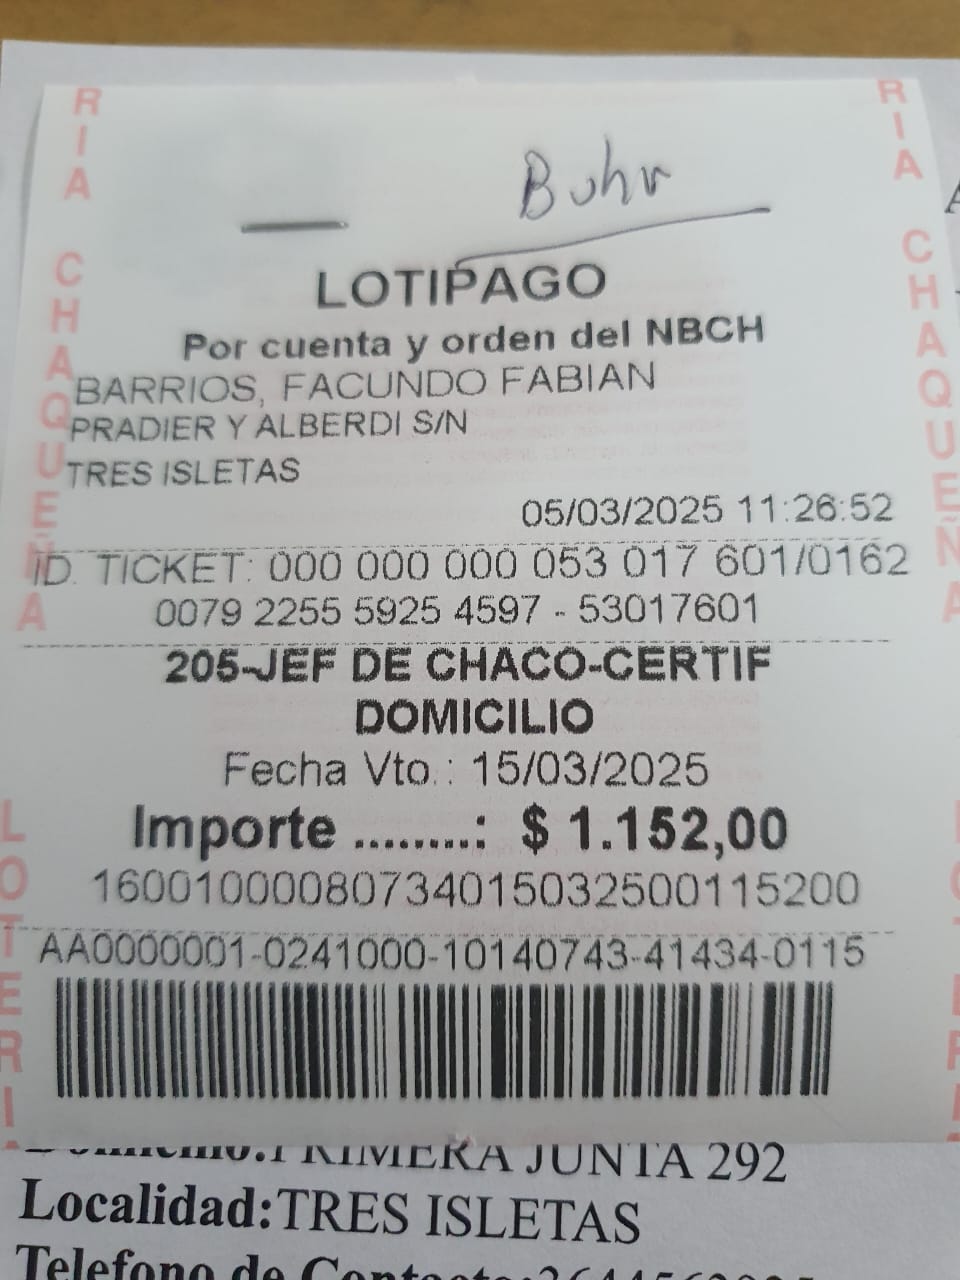 Buhr
LOTIPAGO
Por cuenta y orden del NBCH
BARRIOS, FACUNDO FABIAN
PRADIER Y ALBERDI S/N
TRES ISLETAS
05/03/2025 11:26:52
ID. TICKET: 000 000 000 053 017 601/0162
0079 2255 5925 4597 - 53017601
205-JEF DE CHACO-CERTIF
DOMICILIO
Fecha Vto.: 15/03/2025
Importe ........: $ 1.152,00
16001000080734015032500115200
AA0000001-0241000-10140743-41434-0115
RIA CHAQUEÑA
LOTERI
RIA CHAQUEÑA
PRIMERA JUNTA 292
Localidad:TRES ISLETAS
Telefono de